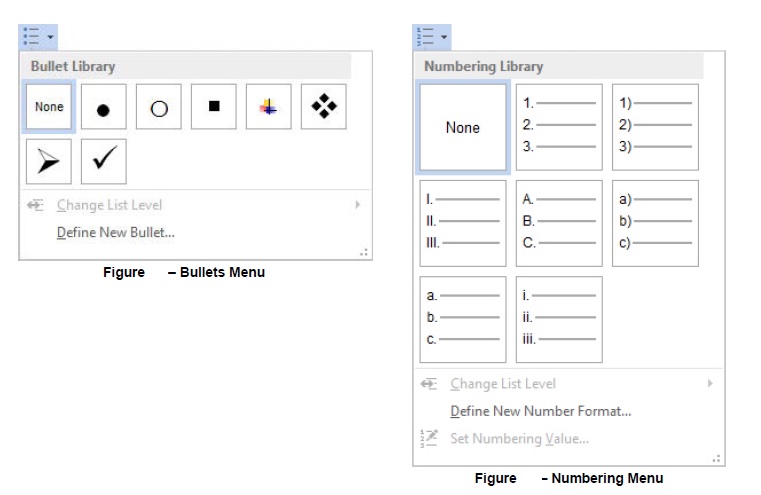 Bullet Library
None
Change List Level
Define New Bullet...
Figure – Bullets Menu
Numbering Library
None
1.
2.
3.
1)
2)
3)
I.
II.
III.
A.
B.
C.
a)
b)
c)
a.
b.
c.
i.
ii.
iii.
Change List Level
Define New Number Format...
Set Numbering Value...
Figure – Numbering Menu